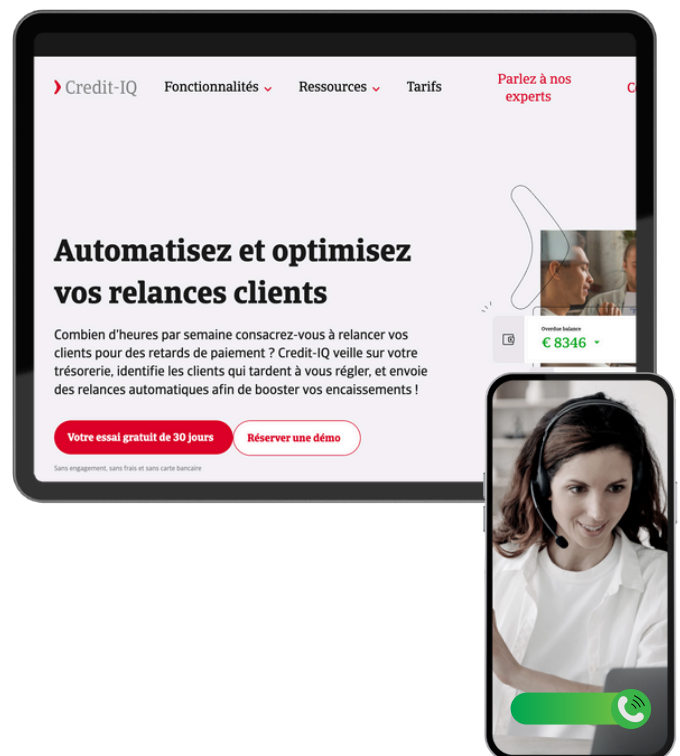 Credit-IQ
Fonctionnalités
Ressources
Tarifs
Parlez à nos
experts
Automatisez et optimisez
vos relances clients
Combien d'heures par semaine consacrez-vous à relancer vos
clients pour des retards de paiement ? Credit-IQ veille sur votre
trésorerie, identifie les clients qui tardent à vous régler, et envoie
des relances automatiques afin de booster vos encaissements !
Overdue balance
€ 8346
Votre essai gratuit de 30 jours
Réserver une démo
Sans engagement, sans frais et sans carte bancaire